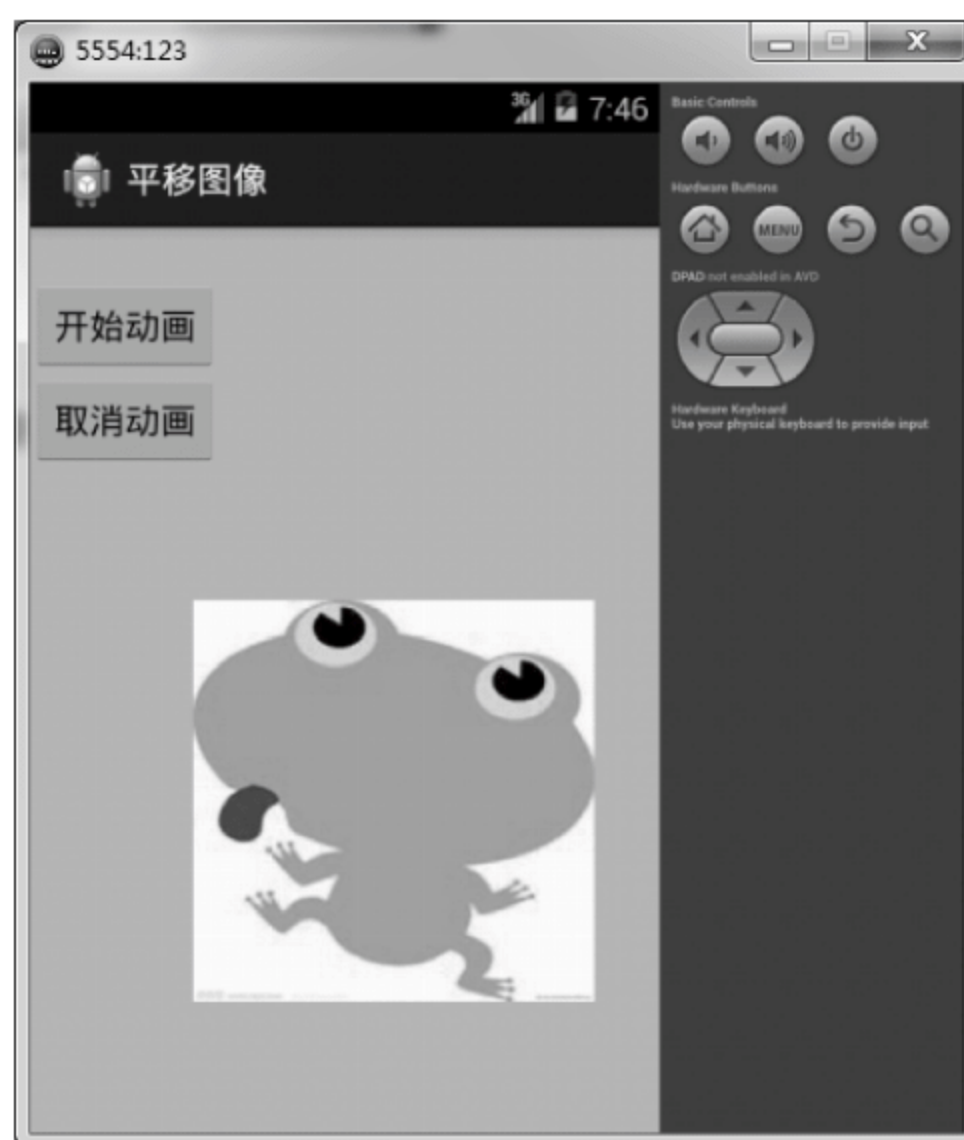 5554:123
3G 7:46
平移图像
开始动画
取消动画
Basic Controls
Hardware Buttons
MENU
DPAD not enabled in AVD
Hardware Keyboard
Use your physical keyboard to provide input